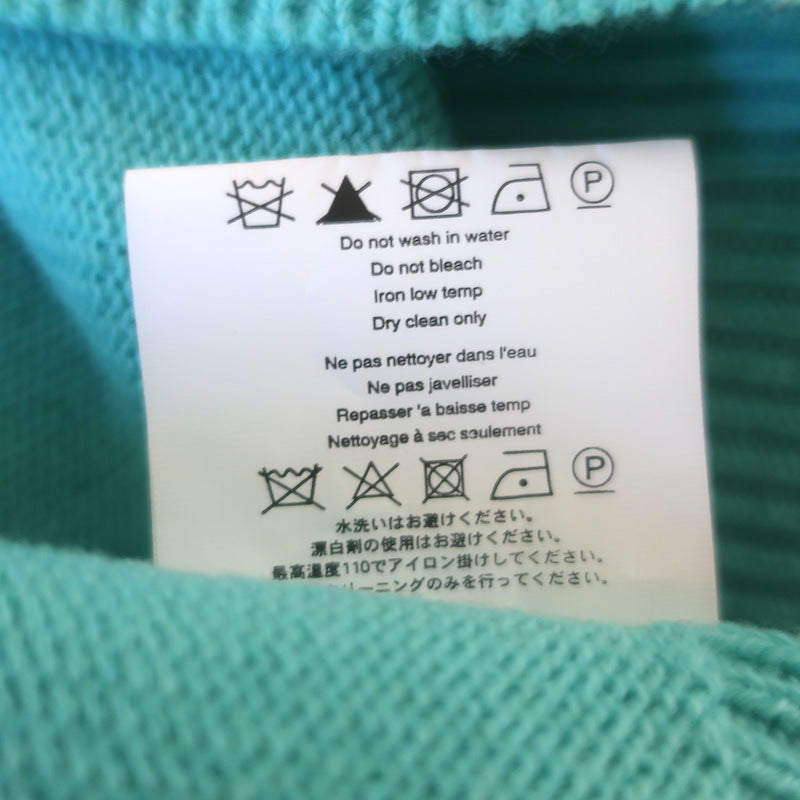 P
Do not wash in water
Do not bleach
Iron low temp
Dry clean only
Ne pas nettoyer dans l'eau
Ne pas javelliser
Repasser 'a baisse temp
Nettoyage à sec seulement
P
水洗いはお避けください。
漂白剤の使用はお避けください。
最高温度110でアイロン掛けしてください。
リーニングのみを行ってください。